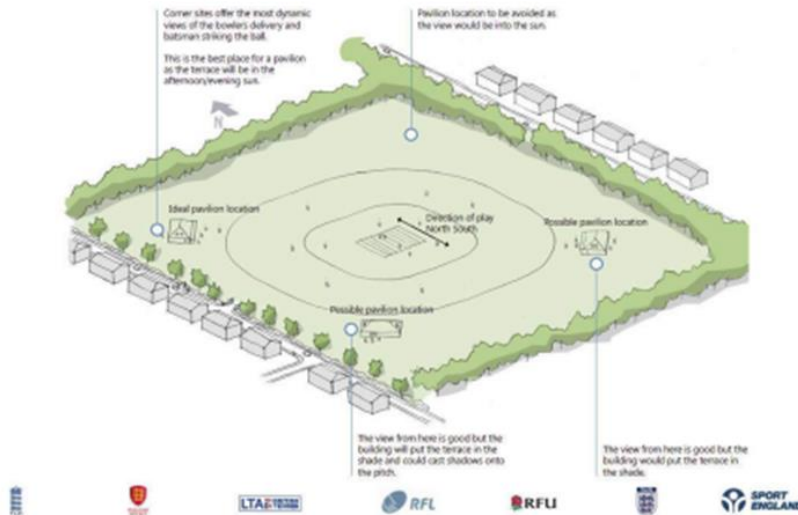 Corner sites offer the most dynamic
views of the bowlers delivery and
batsman striking the ball.
This is the best place for a pavilion
as the terrace will be in the
afternoon/evening sun.
Pavilion location to be avoided as
the view would be into the sun.
N
Ideal pavilion location
Direction of play
North South
Possible pavilion location
Possible pavilion location
The view from here is good but the
building will put the terrace in
the shade and could cast shadows onto
the pitch.
The view from here is good but the
building would put the terrace in
the shade.
LTA
RFL
RFU
SPORT
ENGLAND